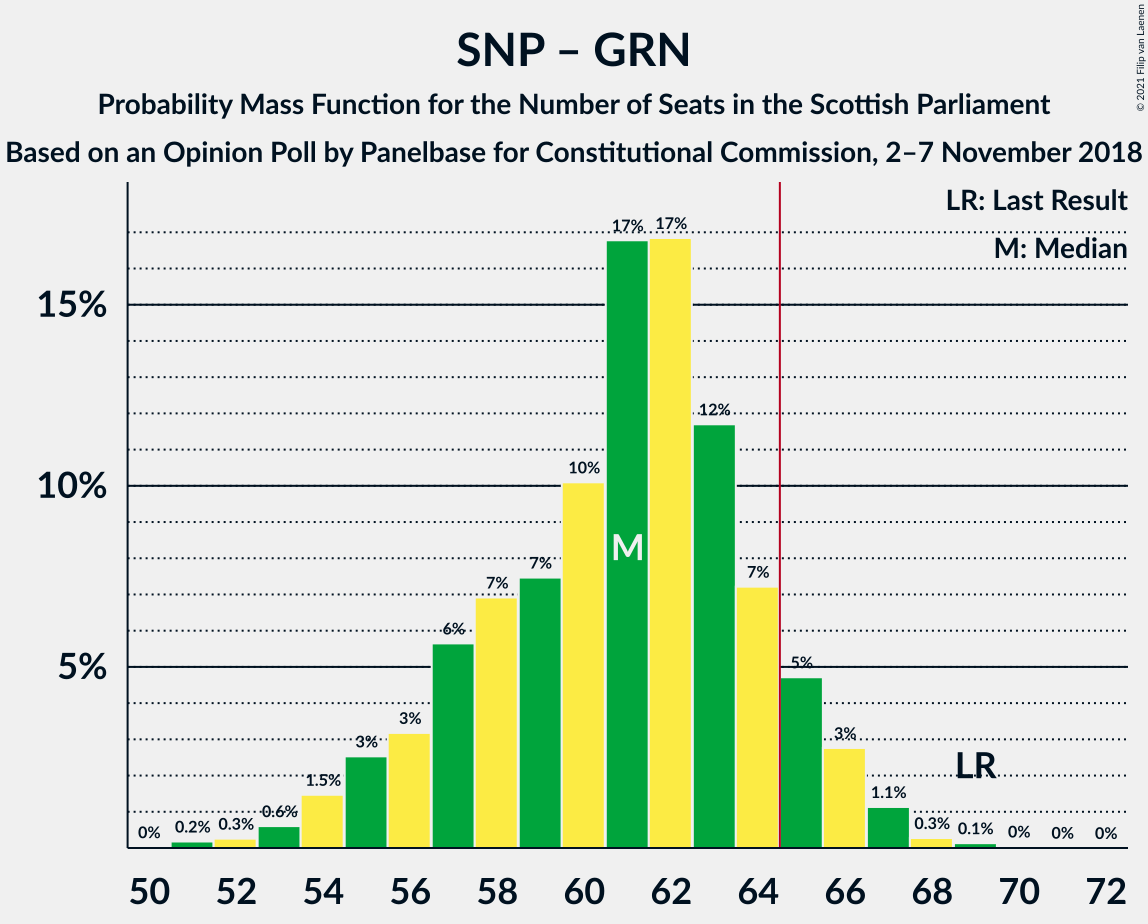 SNP – GRN
Probability Mass Function for the Number of Seats in the Scottish Parliament
Based on an Opinion Poll by Panelbase for Constitutional Commission, 2–7 November 2018
© 2021 Filip van Laenen
LR: Last Result
M: Median
15%
10%
5%
0%
0.2%
0.3%
0.6%
1.5%
3%
3%
6%
7%
7%
10%
17%
17%
12%
7%
5%
3%
1.1%
0.3%
0.1%
0%
0%
0%
M
LR
50 52 54 56 58 60 62 64 66 68 70 72